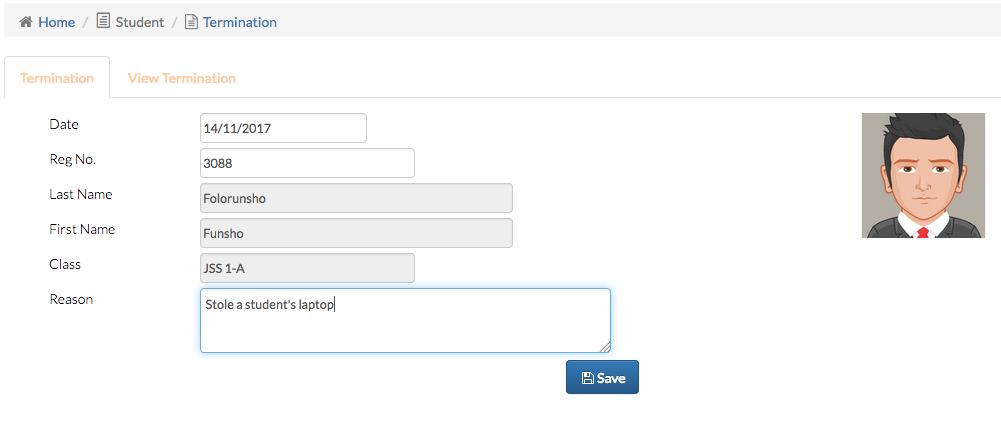 Home / Student / Termination
Termination View Termination
Date 14/11/2017
Reg No. 3088
Last Name Folorunsho
First Name Funsho
Class JSS 1-A
Reason Stole a student's laptop
Save